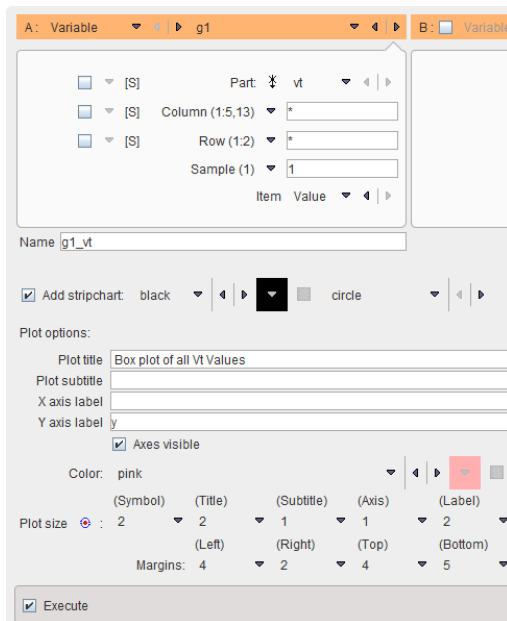 A: Variable g1 B: Variable
[S] Part: vt
[S] Column (1:5,13) *
[S] Row (1:2) *
Sample (1) 1
Item Value
Name g1_vt
Add stripchart: black circle
Plot options:
Plot title Box plot of all Vt Values
Plot subtitle
X axis label
Y axis label y
Axes visible
Color: pink
(Symbol) (Title) (Subtitle) (Axis) (Label)
Plot size : 2 2 1 1 2
(Left) (Right) (Top) (Bottom)
Margins: 4 2 4 5
Execute